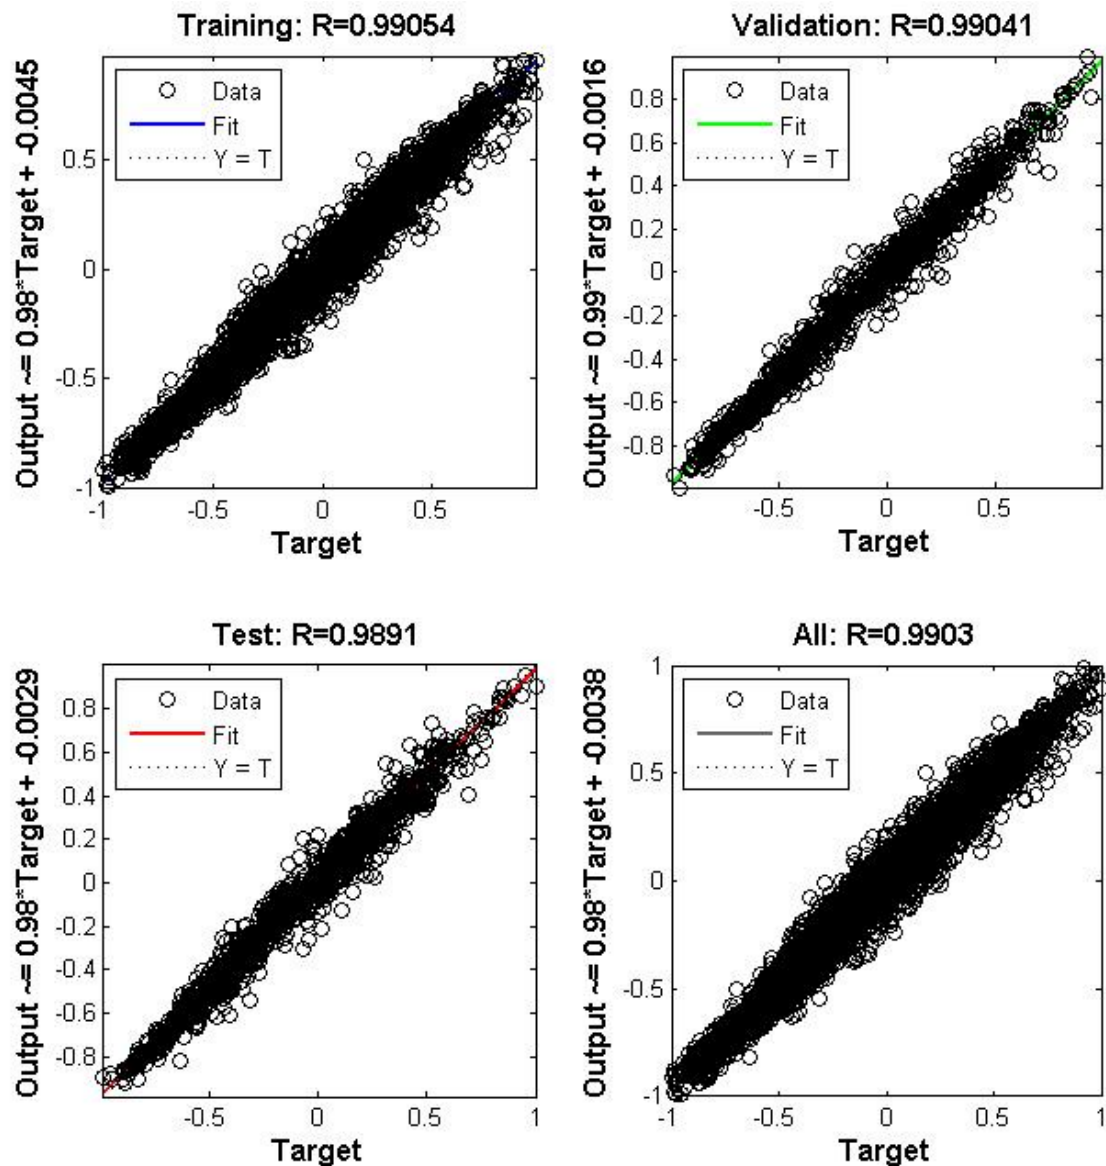 Training: R=0.99054
Output ~= 0.98*Target + -0.0045
Data
Fit
Y = T
0.5
0
-0.5
-1
-1
-0.5
0
0.5
Target
Validation: R=0.99041
Output ~= 0.99*Target + -0.0016
Data
Fit
Y = T
0.8
0.6
0.4
0.2
0
-0.2
-0.4
-0.6
-0.8
-0.5
0
0.5
Target
Test: R=0.9891
Output ~= 0.98*Target + -0.0029
Data
Fit
Y = T
0.8
0.6
0.4
0.2
0
-0.2
-0.4
-0.6
-0.8
-0.5
0
0.5
1
Target
All: R=0.9903
Output ~= 0.98*Target + -0.0038
Data
Fit
Y = T
1
0.5
0
-0.5
-1
-1
-0.5
0
0.5
1
Target